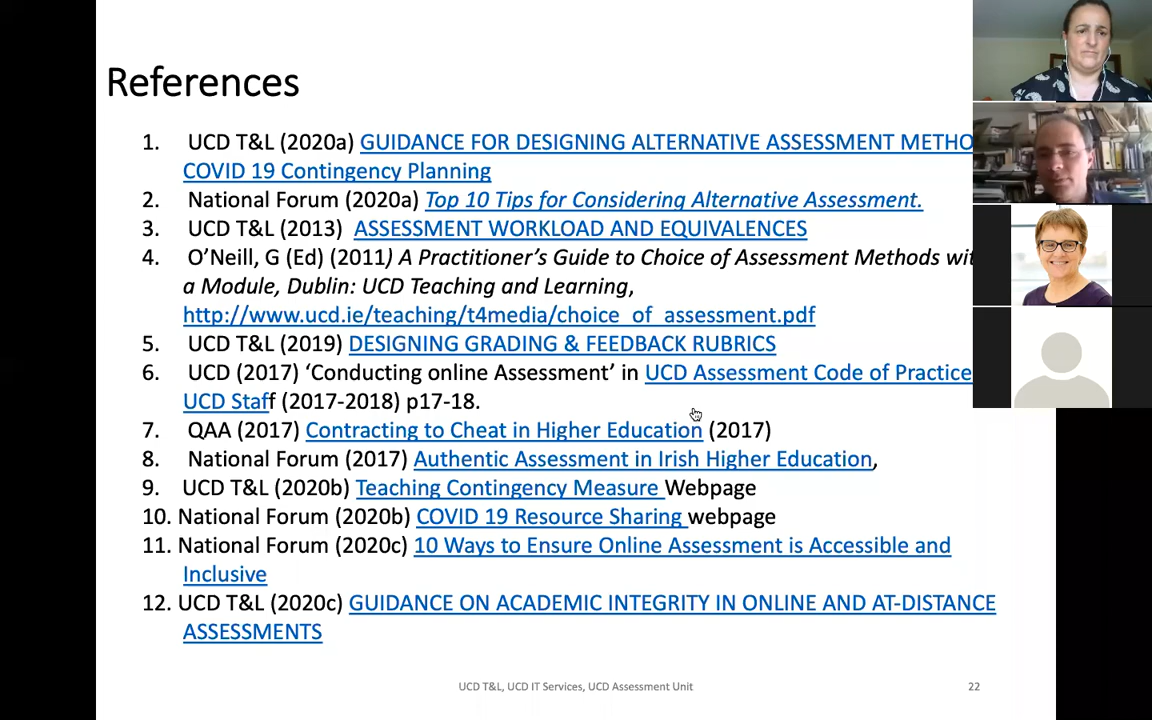 References
1. UCD T&L (2020a) GUIDANCE FOR DESIGNING ALTERNATIVE ASSESSMENT METHO
COVID 19 Contingency Planning
2. National Forum (2020a) Top 10 Tips for Considering Alternative Assessment.
3. UCD T&L (2013) ASSESSMENT WORKLOAD AND EQUIVALENCES
4. O’Neill, G (Ed) (2011) A Practitioner’s Guide to Choice of Assessment Methods wit
a Module, Dublin: UCD Teaching and Learning,
http://www.ucd.ie/teaching/t4media/choice_of_assessment.pdf
5. UCD T&L (2019) DESIGNING GRADING & FEEDBACK RUBRICS
6. UCD (2017) ‘Conducting online Assessment’ in UCD Assessment Code of Practice
UCD Staff (2017-2018) p17-18.
7. QAA (2017) Contracting to Cheat in Higher Education (2017)
8. National Forum (2017) Authentic Assessment in Irish Higher Education,
9. UCD T&L (2020b) Teaching Contingency Measure Webpage
10. National Forum (2020b) COVID 19 Resource Sharing webpage
11. National Forum (2020c) 10 Ways to Ensure Online Assessment is Accessible and
Inclusive
12. UCD T&L (2020c) GUIDANCE ON ACADEMIC INTEGRITY IN ONLINE AND AT-DISTANCE
ASSESSMENTS
UCD T&L, UCD IT Services, UCD Assessment Unit
22